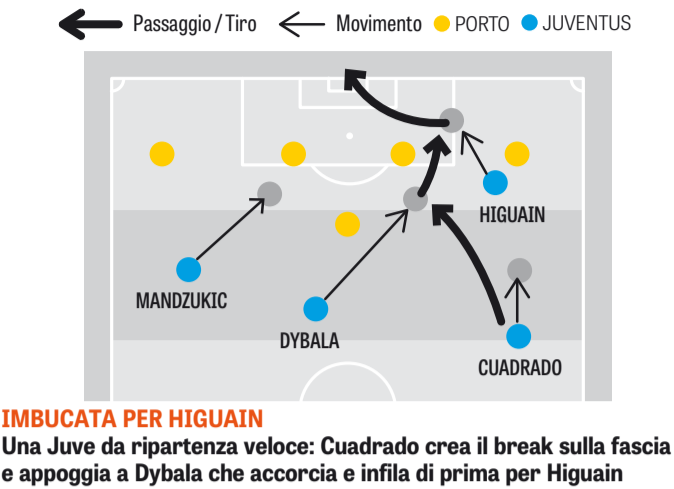 Passaggio / Tiro Movimento PORTO JUVENTUS
HIGUAIN
MANDZUKIC
DYBALA
CUADRADO
IMBUCATA PER HIGUAIN
Una Juve da ripartenza veloce: Cuadrado crea il break sulla fascia
e appoggia a Dybala che accorcia e infila di prima per Higuain